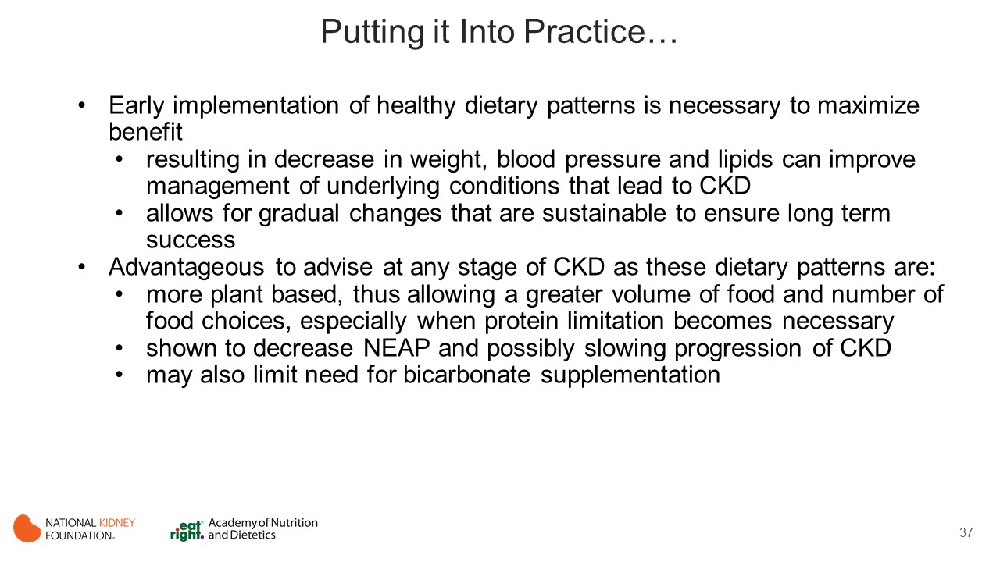 Putting it Into Practice…
• Early implementation of healthy dietary patterns is necessary to maximize
benefit
• resulting in decrease in weight, blood pressure and lipids can improve
management of underlying conditions that lead to CKD
• allows for gradual changes that are sustainable to ensure long term
success
• Advantageous to advise at any stage of CKD as these dietary patterns are:
• more plant based, thus allowing a greater volume of food and number of
food choices, especially when protein limitation becomes necessary
• shown to decrease NEAP and possibly slowing progression of CKD
• may also limit need for bicarbonate supplementation
NATIONAL KIDNEY
FOUNDATION®
eat
right.
Academy of Nutrition
and Dietetics
37